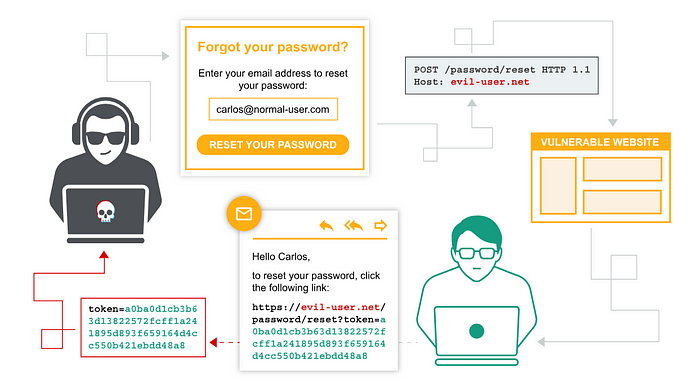 Forgot your password?
Enter your email address to reset
your password:
carlos@normal-user.com
RESET YOUR PASSWORD
POST /password/reset HTTP 1.1
Host: evil-user.net
VULNERABLE WEBSITE
Hello Carlos,
to reset your password, click
the following link:
https://evil-user.net/
password/reset?token=a
0ba0d1cb3b63d13822572f
cff1a241895d893f659164
d4cc550b421ebdd48a8
token=a0ba0d1cb3b6
3d13822572fcff1a24
1895d893f659164d4c
c550b421ebdd48a8